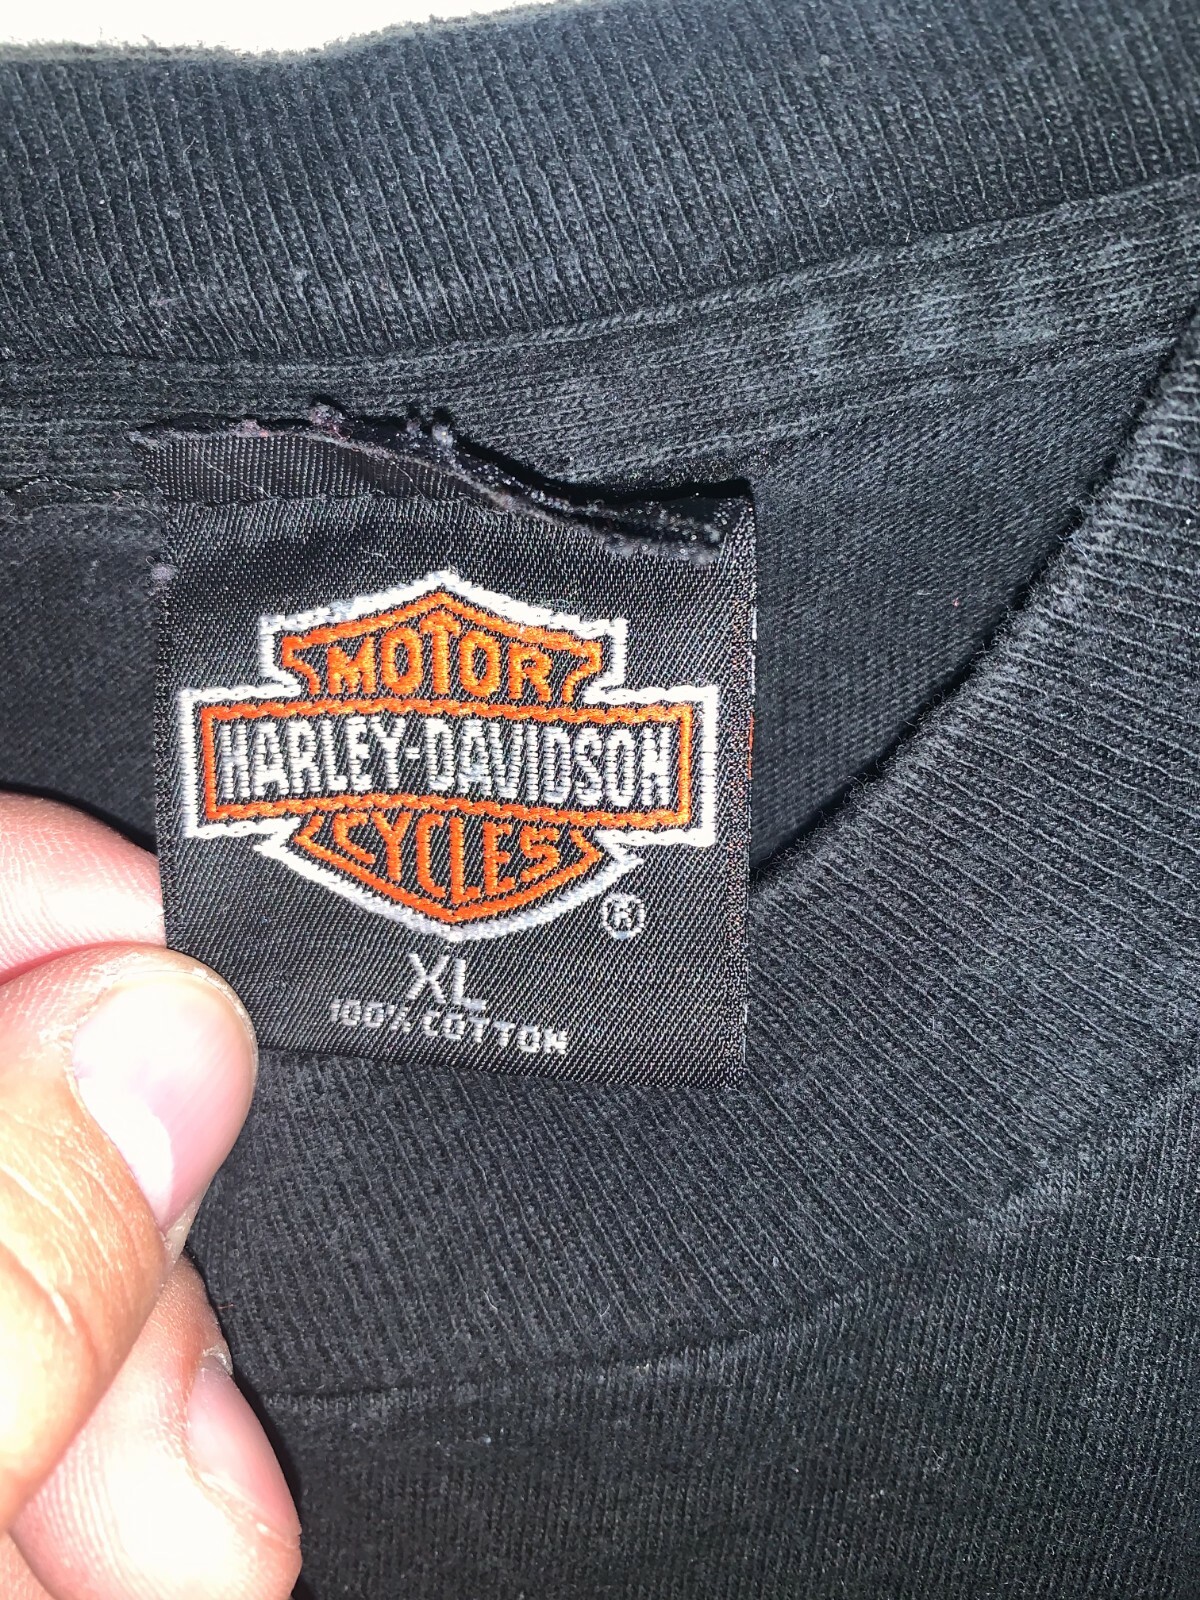 MOTOR
HARLEY-DAVIDSON
CYCLES
®
XL
100% COTTON